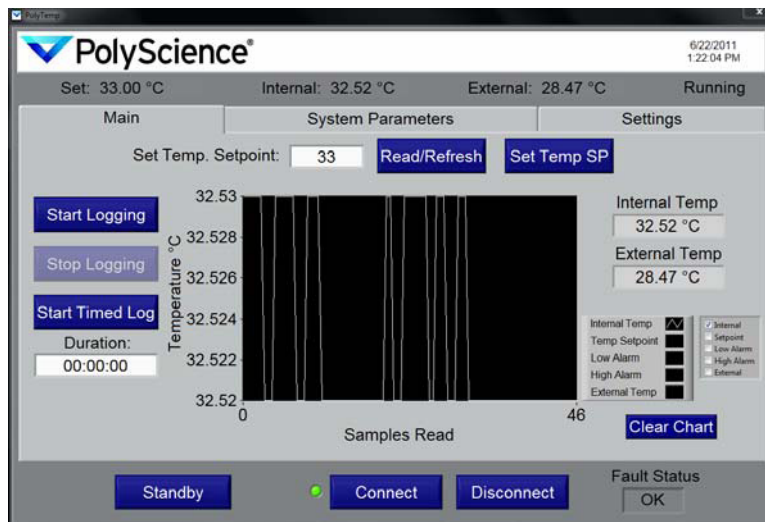 PolyTemp
PolyScience®
6/22/2011
1:22:04 PM
Set: 33.00 °C Internal: 32.52 °C External: 28.47 °C Running
Main System Parameters Settings
Set Temp. Setpoint: 33 Read/Refresh Set Temp SP
Start Logging
Stop Logging
Start Timed Log
Duration:
00:00:00
Temperature °C
32.53
32.528
32.526
32.524
32.522
32.52
0 46
Samples Read
Internal Temp
32.52 °C
External Temp
28.47 °C
Internal Temp
Temp Setpoint
Low Alarm
High Alarm
External Temp
Internal
Setpoint
Low Alarm
High Alarm
External
Clear Chart
Standby Connect Disconnect
Fault Status
OK